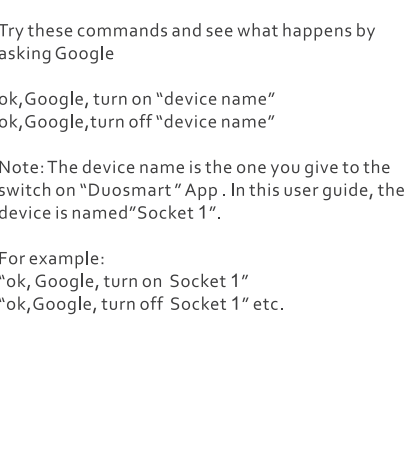 Try these commands and see what happens by
asking Google
ok,Google, turn on “device name”
ok,Google,turn off “device name”
Note: The device name is the one you give to the
switch on “Duosmart” App . In this user guide, the
device is named”Socket 1”.
For example:
“ok, Google, turn on Socket 1”
“ok,Google, turn off Socket 1” etc.